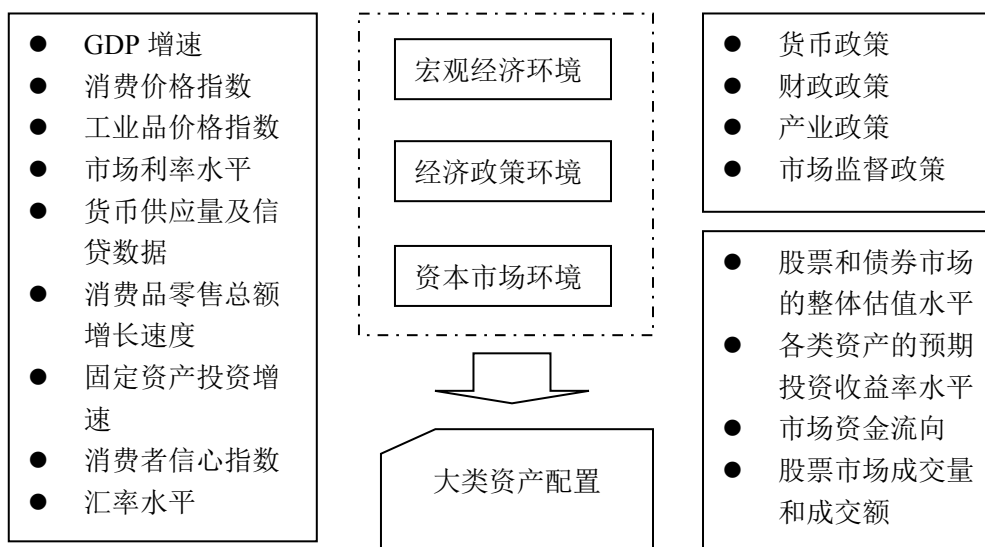 GDP 增速
消费价格指数
工业品价格指数
市场利率水平
货币供应量及信
贷数据
消费品零售总额
增长速度
固定资产投资增
速
消费者信心指数
汇率水平
宏观经济环境
经济政策环境
资本市场环境
大类资产配置
货币政策
财政政策
产业政策
市场监督政策
股票和债券市场
的整体估值水平
各类资产的预期
投资收益率水平
市场资金流向
股票市场成交量
和成交额